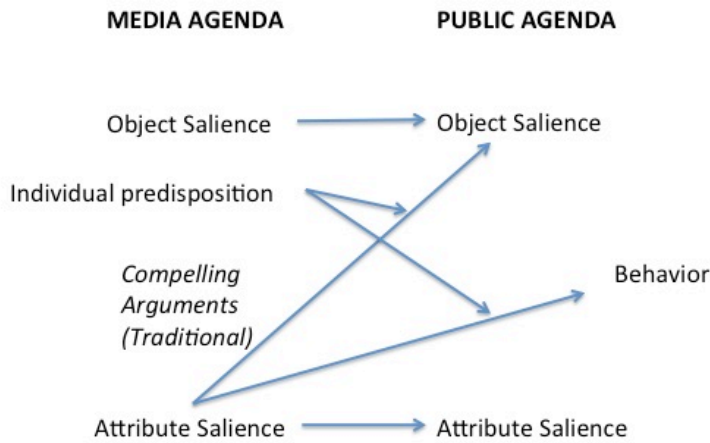 MEDIA AGENDA
PUBLIC AGENDA
Object Salience
Object Salience
Individual predisposition
Compelling
Arguments
(Traditional)
Behavior
Attribute Salience
Attribute Salience